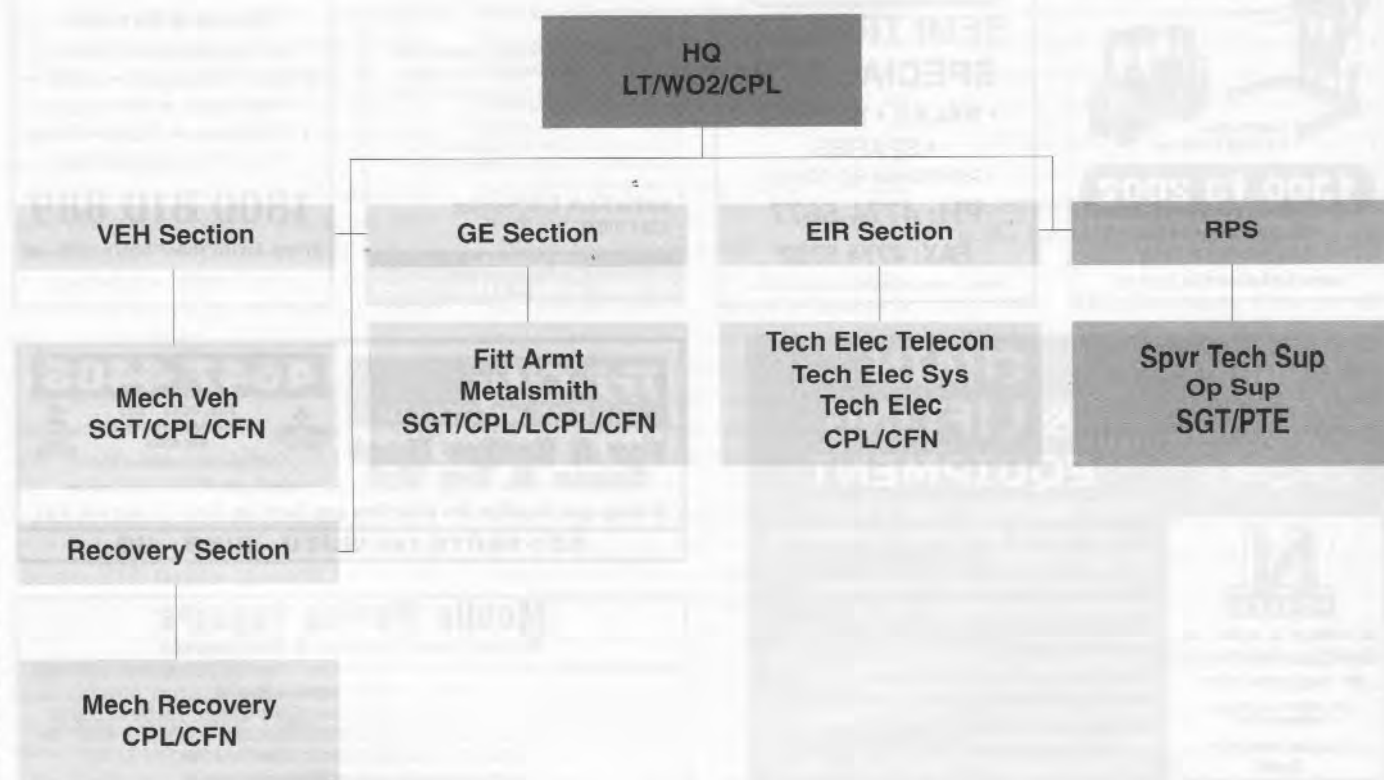 HQ
LT/WO2/CPL
VEH Section
GE Section
EIR Section
RPS
Mech Veh
SGT/CPL/CFN
Fitt Armt
Metalsmith
SGT/CPL/LCPL/CFN
Tech Elec Telecon
Tech Elec Sys
Tech Elec
CPL/CFN
Spvr Tech Sup
Op Sup
SGT/PTE
Recovery Section
Mech Recovery
CPL/CFN